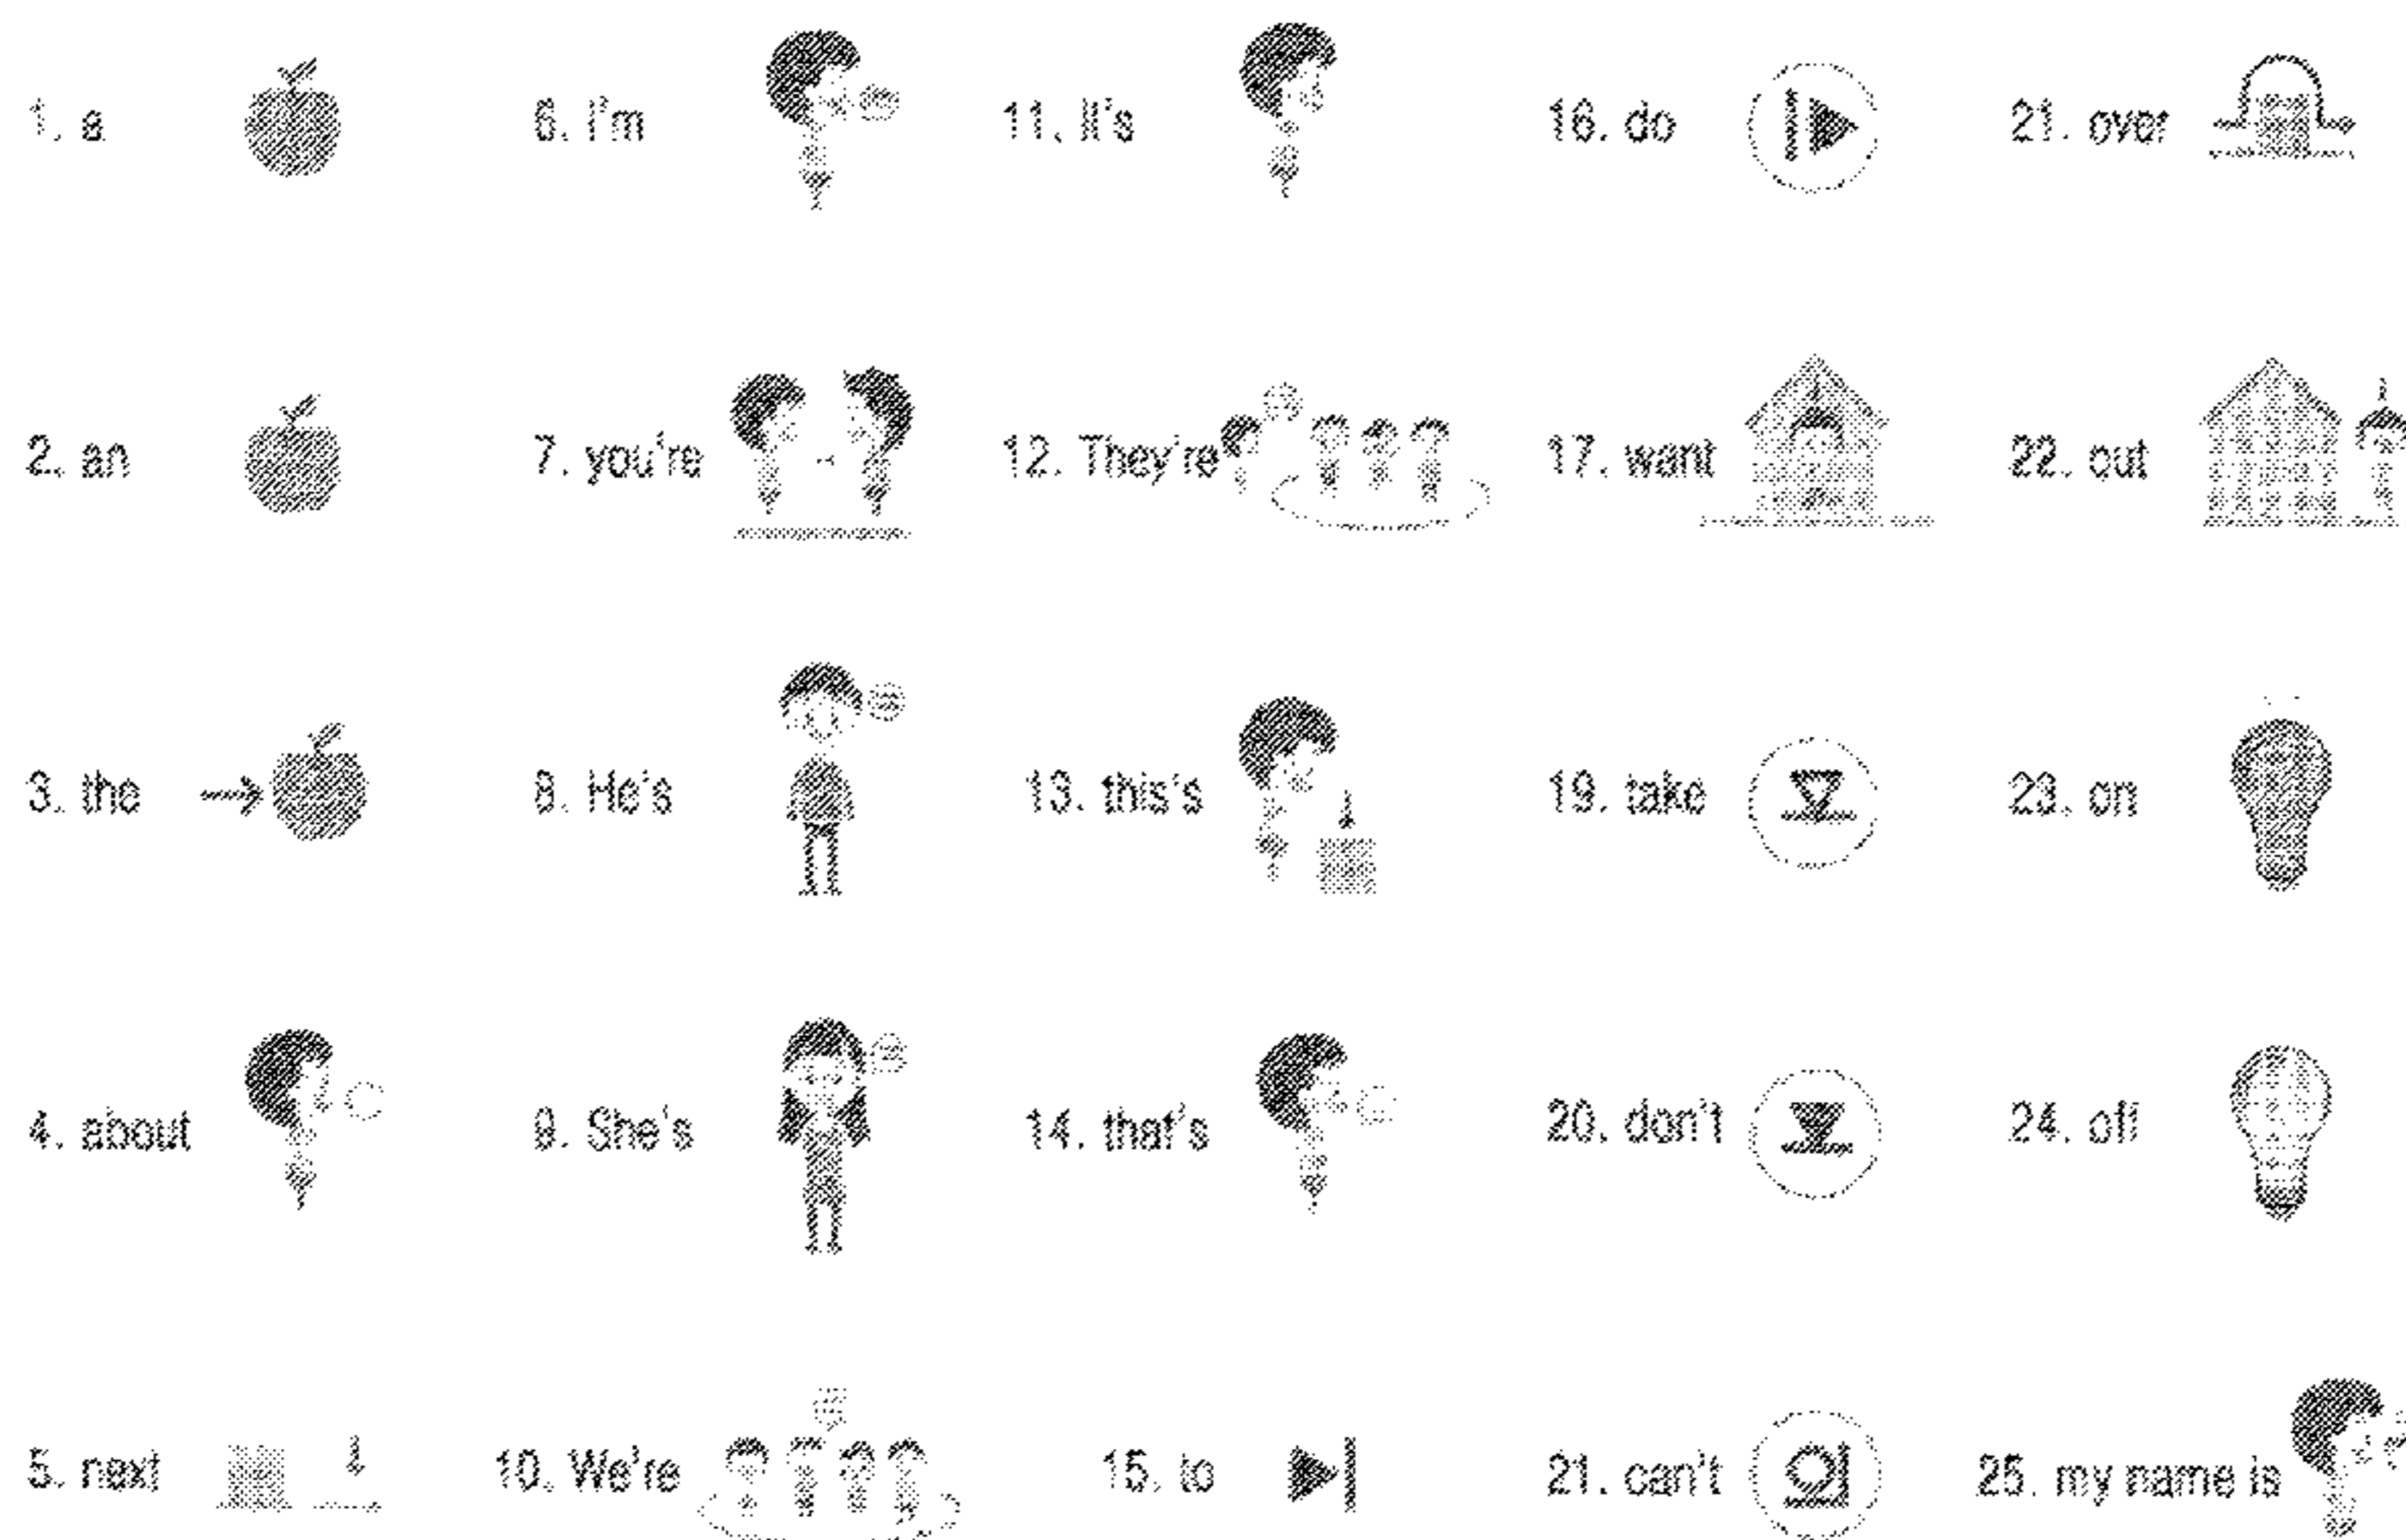 1. a
2. an
3. the
4. about
5. next
6. I'm
7. you're
8. He's
9. She's
10. We're
11. it's
12. They're
13. this's
14. that's
15. to
16. do
17. want
19. take
20. don't
21. can't
21. over
22. out
23. on
24. off
25. my name is